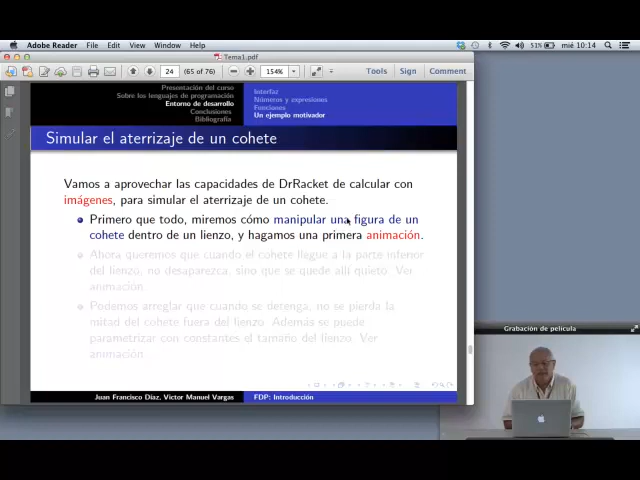 Adobe Reader File Edit View Window Help 51% mié 10:14
Tema1.pdf
24 (65 of 76) 154% Tools Sign Comment
Presentación del curso
Sobre los lenguajes de programación
Entorno de desarrollo
Conclusiones
Bibliografía
Interfaz
Números y expresiones
Funciones
Un ejemplo motivador
Simular el aterrizaje de un cohete
Vamos a aprovechar las capacidades de DrRacket de calcular con
imágenes, para simular el aterrizaje de un cohete.
Primero que todo, miremos cómo manipular una figura de un
cohete dentro de un lienzo, y hagamos una primera animación.
Ahora queremos que cuando el cohete llegue a la parte inferior
del lienzo, no desaparezca, sino que se quede allí quieto. Ver
animación
Podemos arreglar que cuando se detenga, no se pierda la
mitad del cohete fuera del lienzo. Además se puede
parametrizar con constantes el tamaño del lienzo. Ver
animación
Juan Francisco Díaz, Victor Manuel Vargas FDP: Introducción
Grabación de película